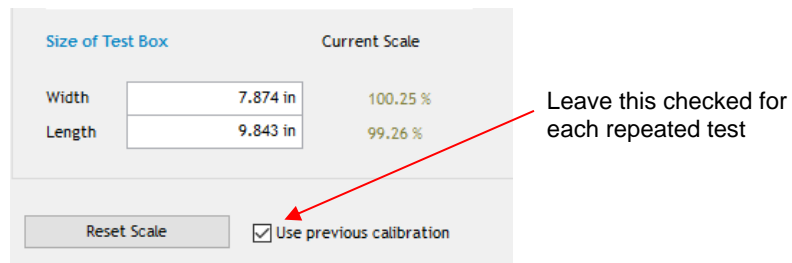 Size of Test Box Current Scale
Width 7.874 in 100.25 %
Length 9.843 in 99.26 %
Leave this checked for
each repeated test
Reset Scale Use previous calibration